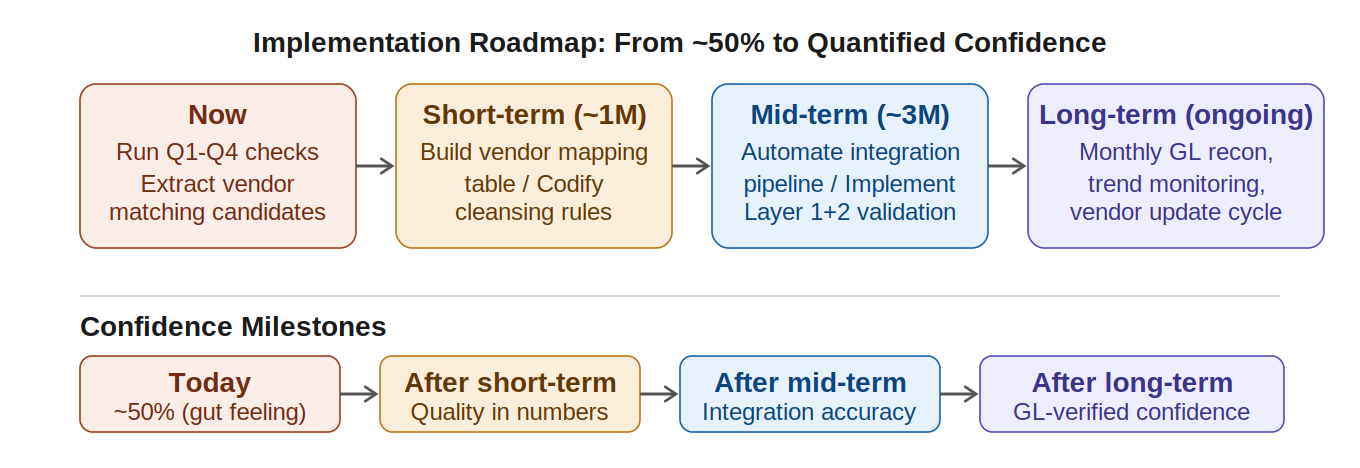 Implementation Roadmap: From ~50% to Quantified Confidence
Now
Run Q1-Q4 checks
Extract vendor
matching candidates
Short-term (~1M)
Build vendor mapping
table / Codify
cleansing rules
Mid-term (~3M)
Automate integration
pipeline / Implement
Layer 1+2 validation
Long-term (ongoing)
Monthly GL recon,
trend monitoring,
vendor update cycle
Confidence Milestones
Today
~50% (gut feeling)
After short-term
Quality in numbers
After mid-term
Integration accuracy
After long-term
GL-verified confidence